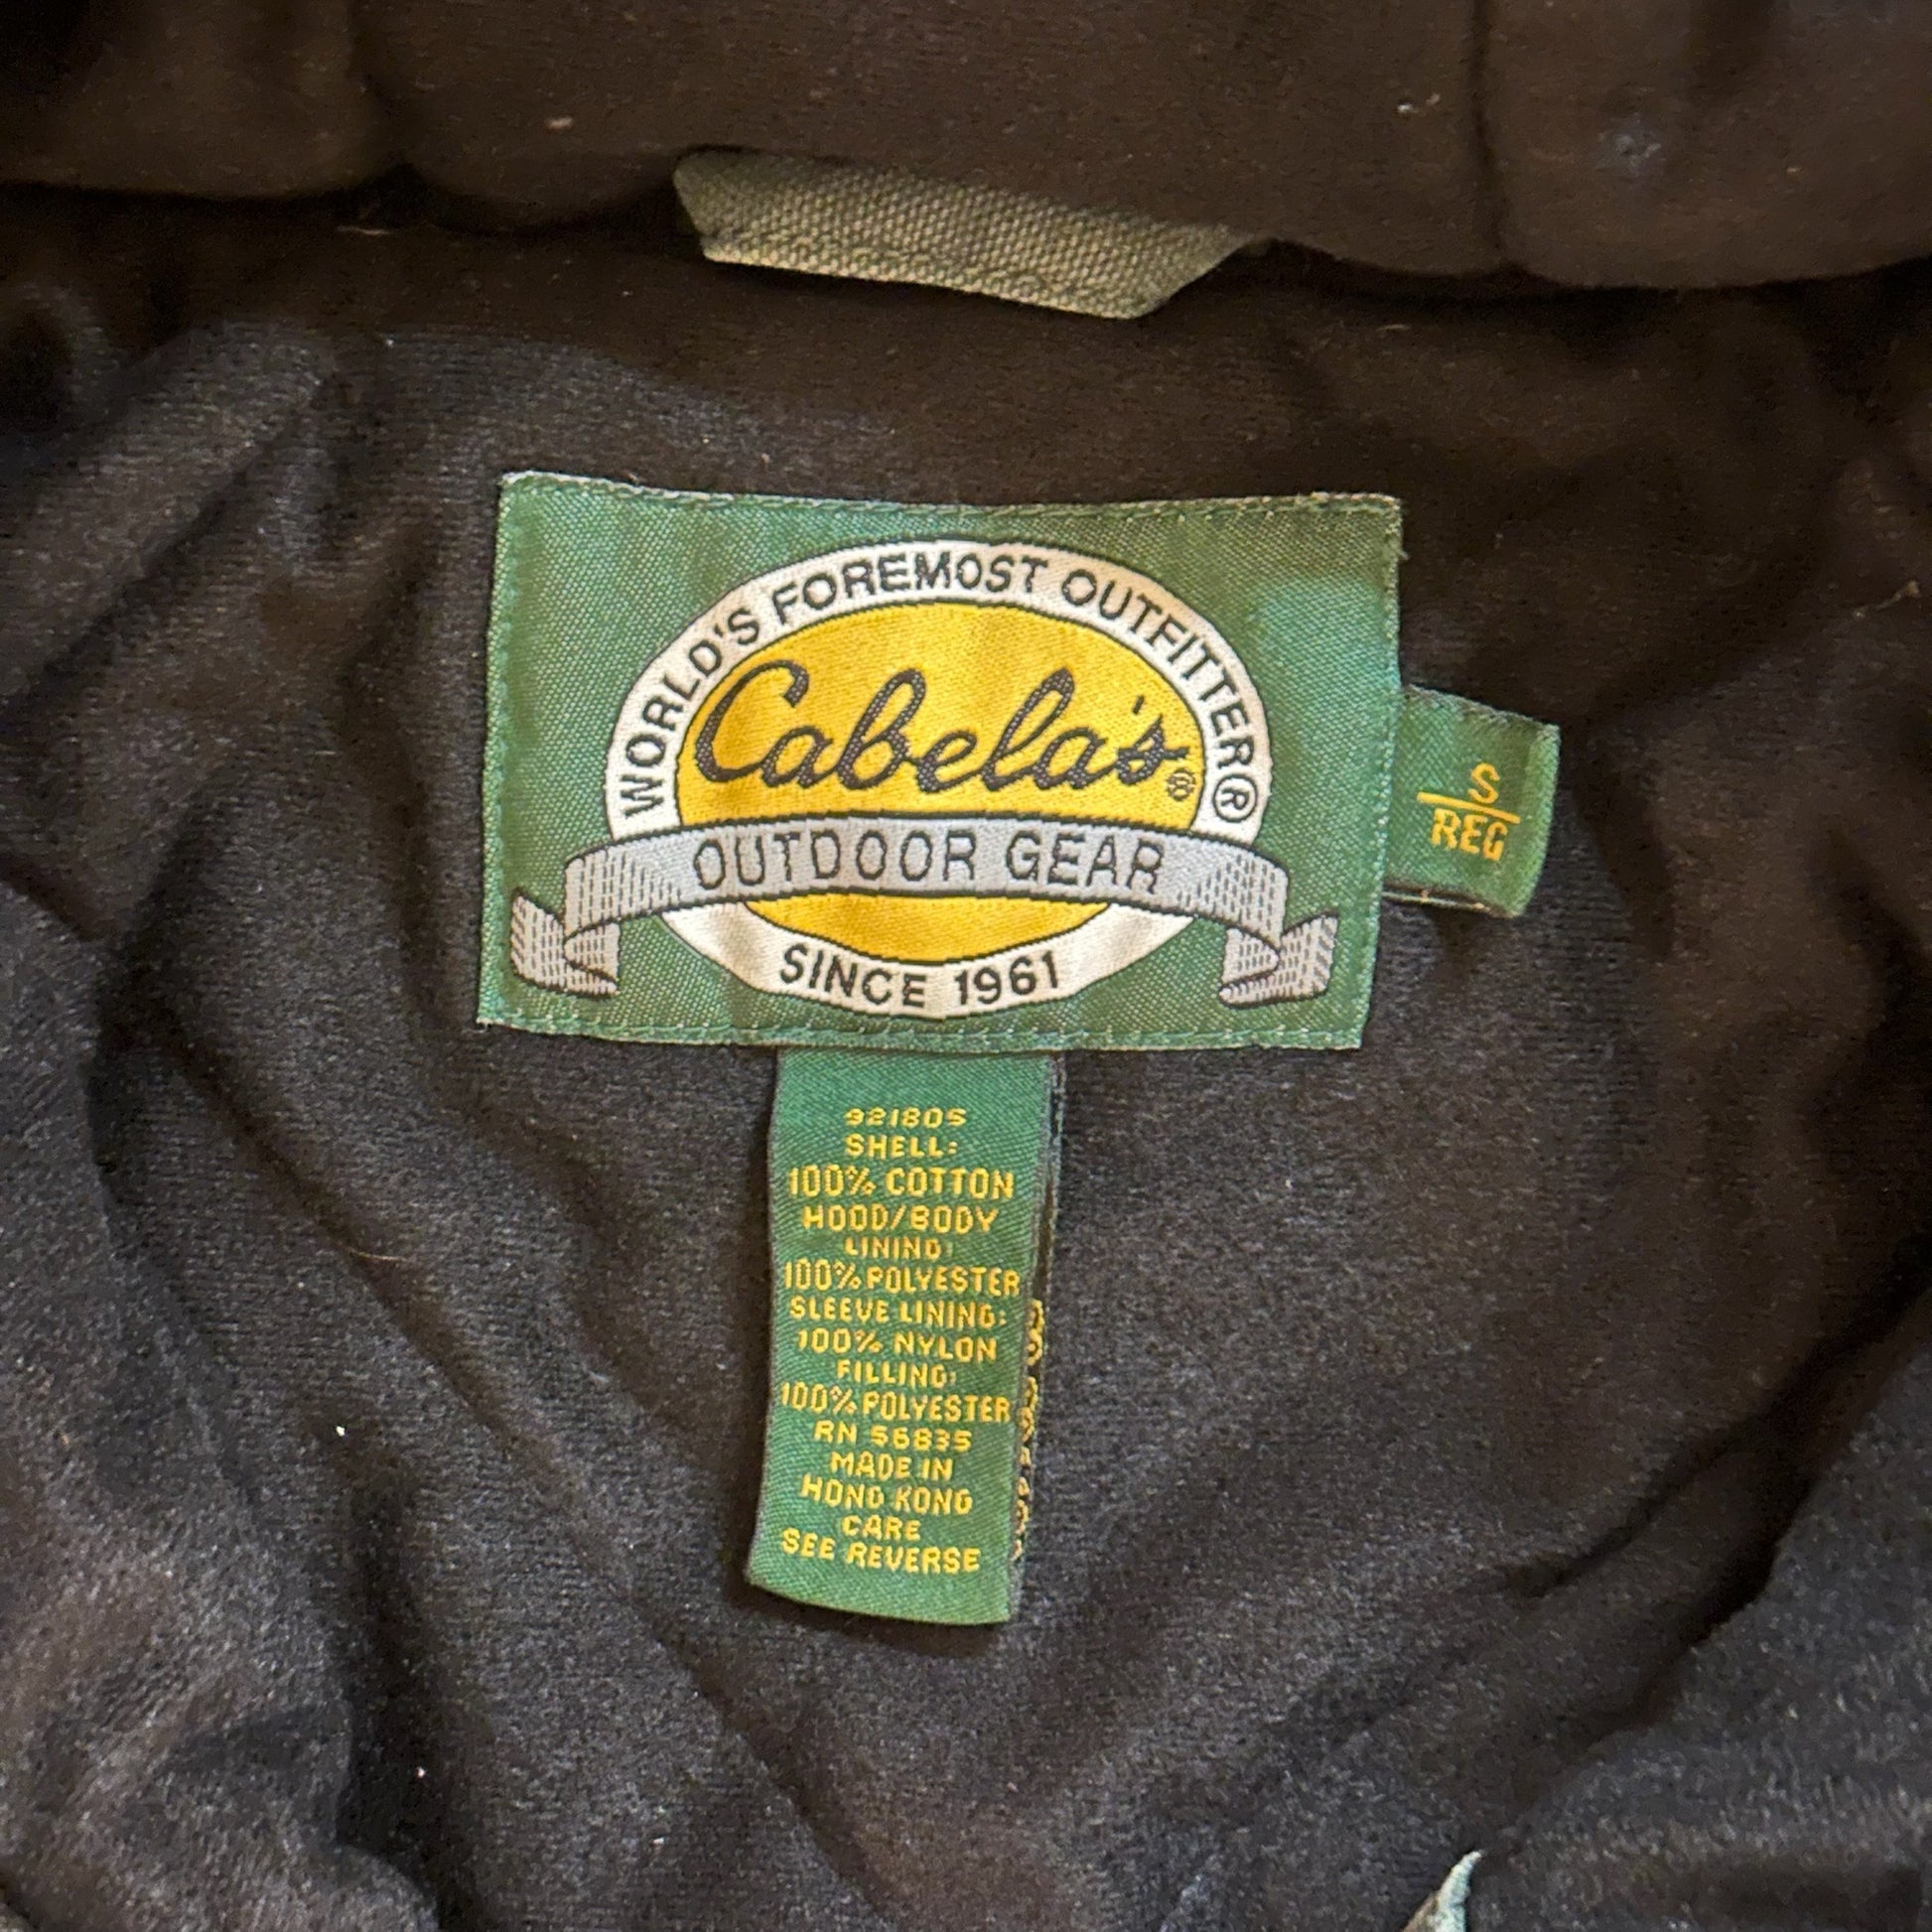 WORLD'S FOREMOST OUTFITTER®
Cabela's®
OUTDOOR GEAR
SINCE 1961
S
REG
921805
SHELL:
100% COTTON
HOOD/BODY
LINING:
100% POLYESTER
SLEEVE LINING:
100% NYLON
FILLING:
100% POLYESTER
RN 56835
MADE IN
HONG KONG
CARE
SEE REVERSE